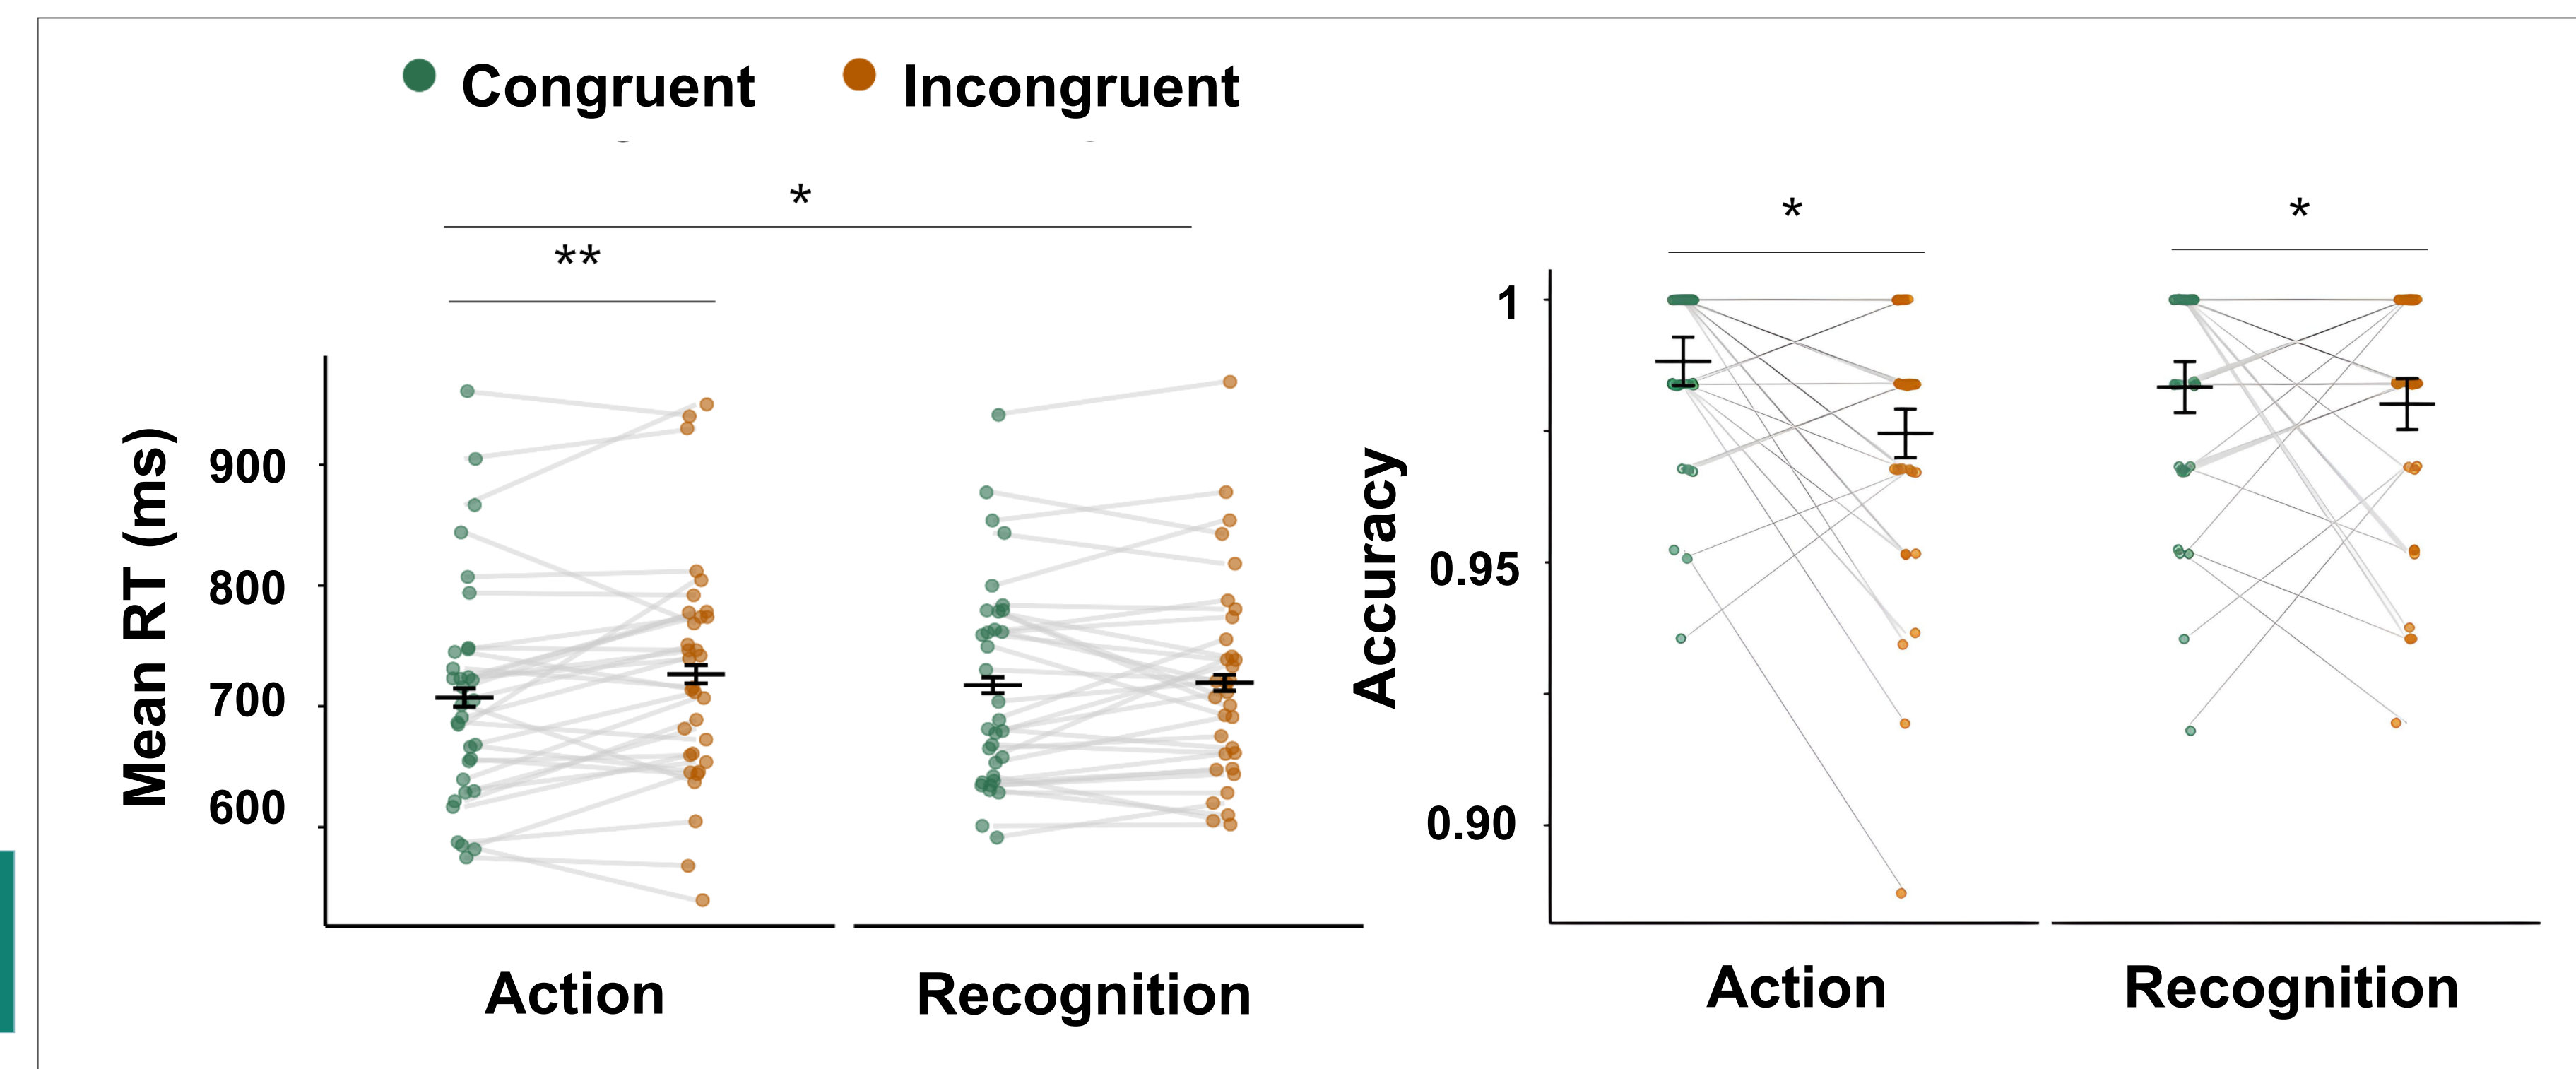 Congruent Incongruent
*
**
Mean RT (ms)
900
800
700
600
Action Recognition
* *
Accuracy
1
0.95
0.90
Action Recognition